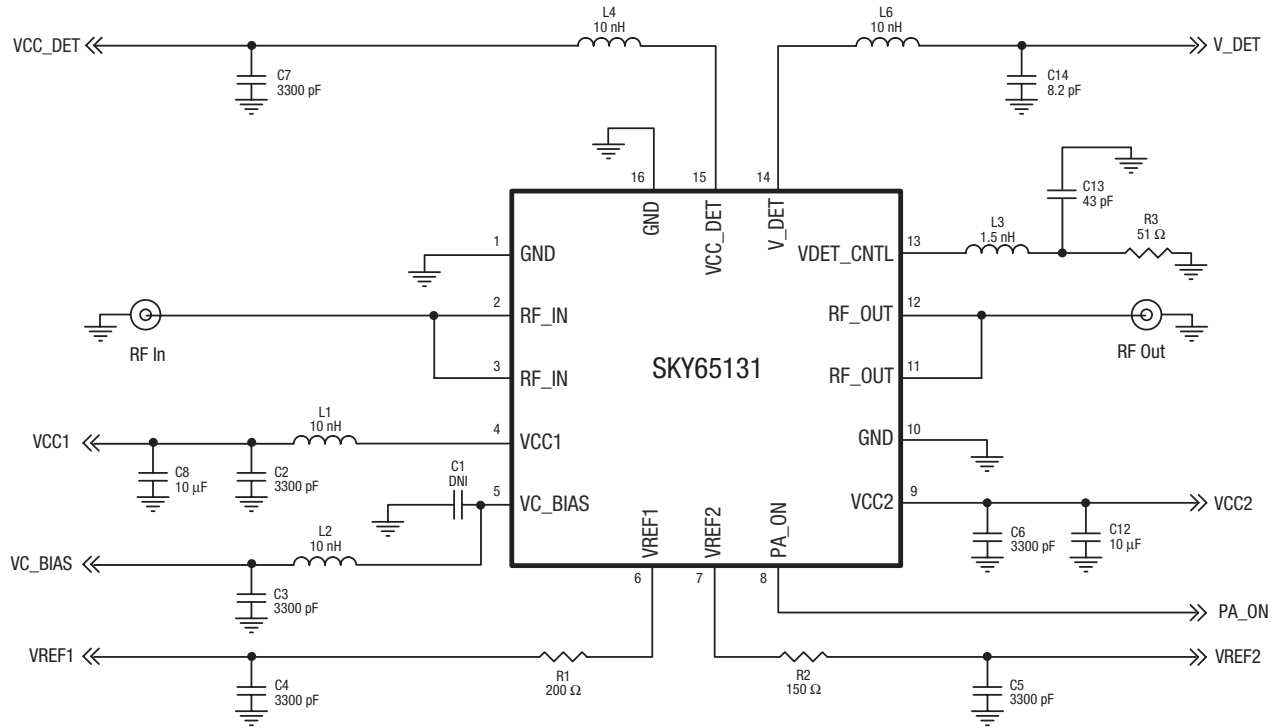 L4
10 nH
L6
10 nH
VCC_DET
V_DET
C7
3300 pF
C14
8.2 pF
16
15
14
GND
VCC_DET
V_DET
C13
43 pF
L3
1.5 nH
R3
51 Ω
1
GND
VDET_CNTL
13
2
RF_IN
RF_OUT
12
RF In
RF Out
3
RF_IN
SKY65131
RF_OUT
11
L1
10 nH
VCC1
4
VCC1
GND
10
C8
10 μF
C2
3300 pF
C1
DNI
5
VC_BIAS
VCC2
9
VCC2
L2
10 nH
VREF1
VREF2
PA_ON
C6
3300 pF
C12
10 μF
VC_BIAS
6
7
8
C3
3300 pF
PA_ON
VREF1
R1
200 Ω
R2
150 Ω
VREF2
C4
3300 pF
C5
3300 pF